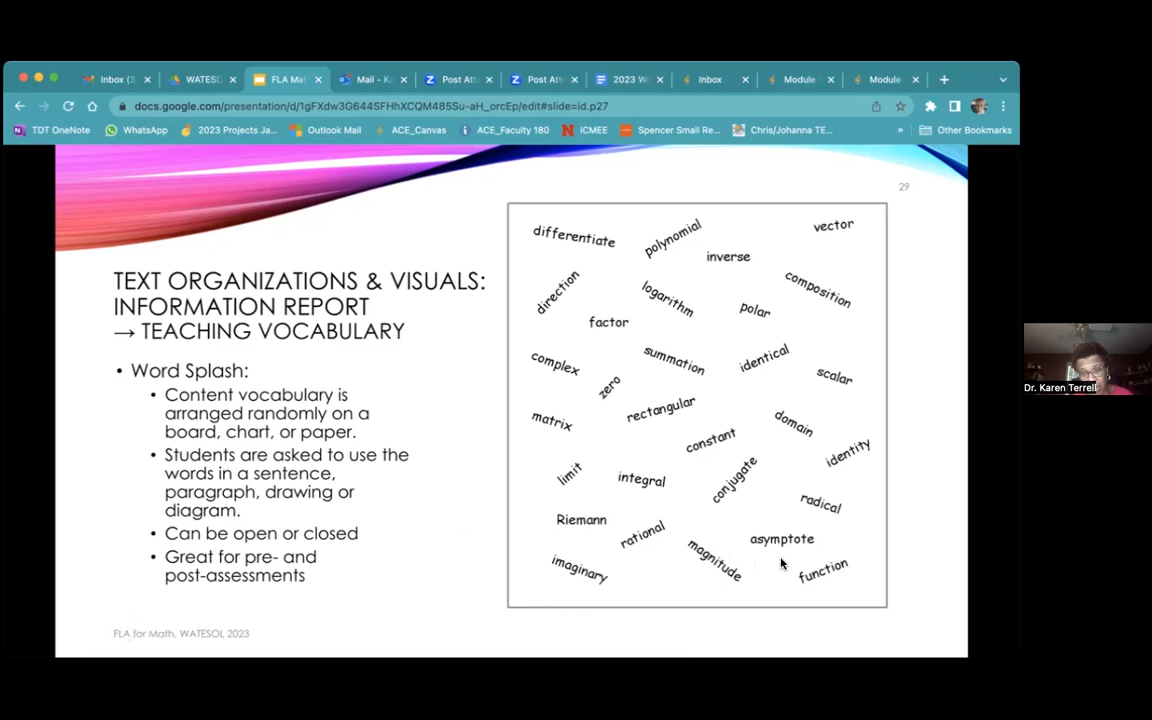 Inbox (3
WATESO
FLA Mat
Mail - Ka
Post Att
Post Att
2023 W
Inbox
Module
Module
docs.google.com/presentation/d/1gFXdw3G644SFHhXCQM485Su-aH_orcEp/edit#slide=id.p27
TDT OneNote
WhatsApp
2023 Projects Ja...
Outlook Mail
ACE_Canvas
ACE_Faculty 180
ICMEE
Spencer Small Re...
Chris/Johanna TE...
»
Other Bookmarks
29
TEXT ORGANIZATIONS & VISUALS:
INFORMATION REPORT
→ TEACHING VOCABULARY
• Word Splash:
• Content vocabulary is
arranged randomly on a
board, chart, or paper.
• Students are asked to use the
words in a sentence,
paragraph, drawing or
diagram.
• Can be open or closed
• Great for pre- and
post-assessments
differentiate
polynomial
vector
inverse
direction
logarithm
composition
polar
factor
complex
summation
identical
zero
scalar
rectangular
matrix
domain
constant
identity
limit
integral
conjugate
radical
Riemann
rational
asymptote
imaginary
magnitude
function
FLA for Math, WATESOL 2023
Dr. Karen Terrell